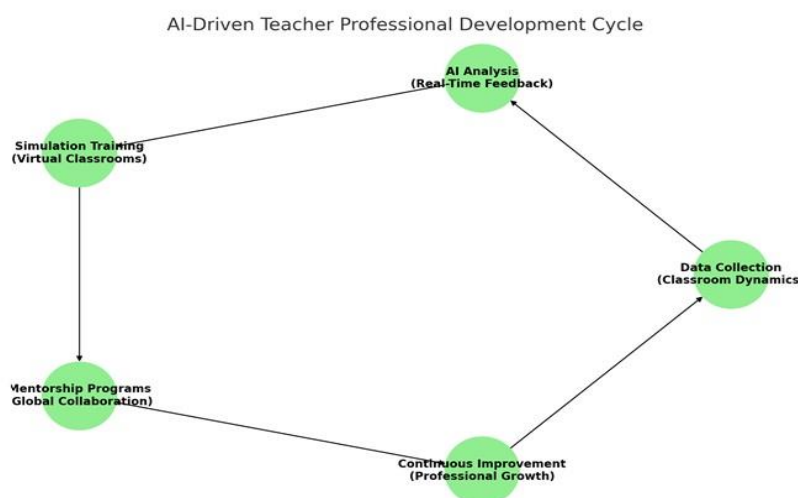 AI-Driven Teacher Professional Development Cycle
AI Analysis
(Real-Time Feedback)
Simulation Training
(Virtual Classrooms)
Data Collection
(Classroom Dynamics
Mentorship Programs
Global Collaboration)
Continuous Improvement
(Professional Growth)